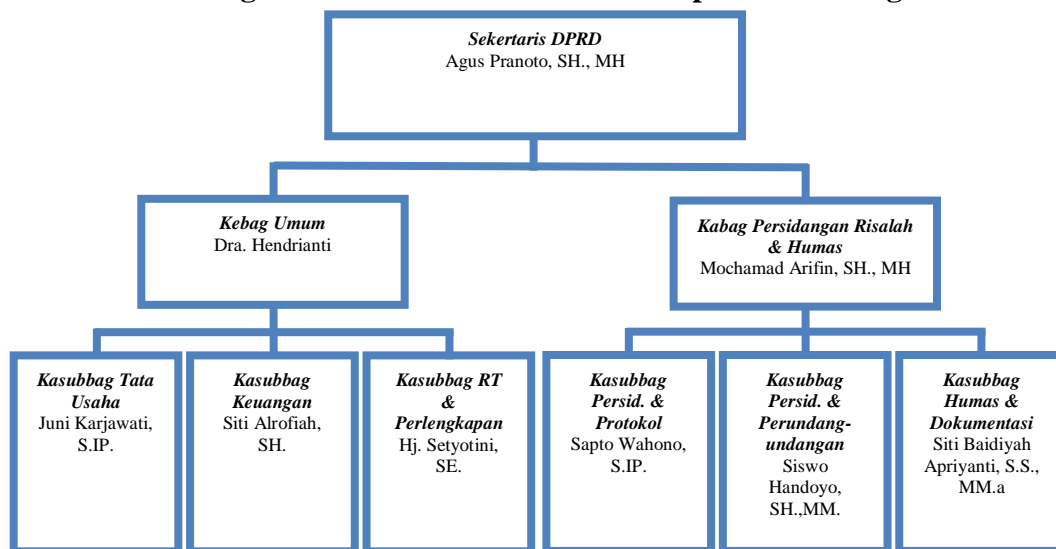 Sekertaris DPRD
Agus Pranoto, SH., MH
Kebag Umum
Dra. Hendrianti
Kabag Persidangan Risalah
& Humas
Mochamad Arifin, SH., MH
Kasubbag Tata
Usaha
Juni Karjawati,
S.IP.
Kasubbag
Keuangan
Siti Alrofiah,
SH.
Kasubbag RT
&
Perlengkapan
Hj. Setyotini,
SE.
Kasubbag
Persid. &
Protokol
Sapto Wahono,
S.IP.
Kasubbag
Persid. &
Perundang-
undangan
Siswo
Handoyo,
SH.,MM.
Kasubbag
Humas &
Dokumentasi
Siti Baidiyah
Apriyanti, S.S.,
MM.a